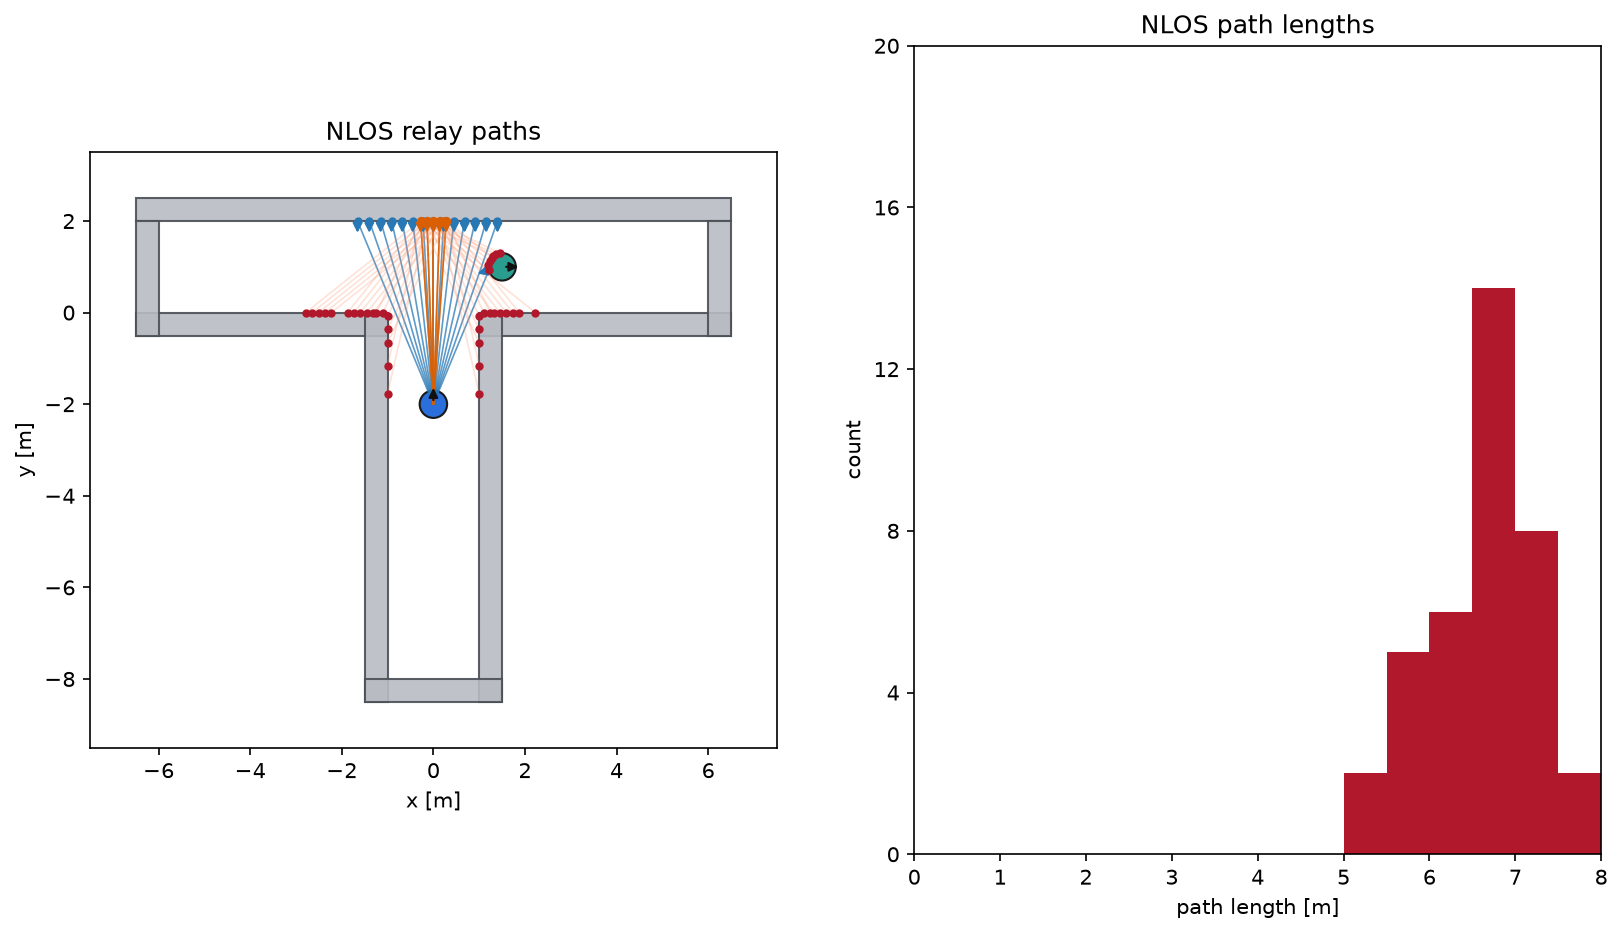 NLOS relay paths
y [m]
2
0
−2
−4
−6
−8
−6 −4 −2 0 2 4 6
x [m]
NLOS path lengths
count
20
16
12
8
4
0
0 1 2 3 4 5 6 7 8
path length [m]